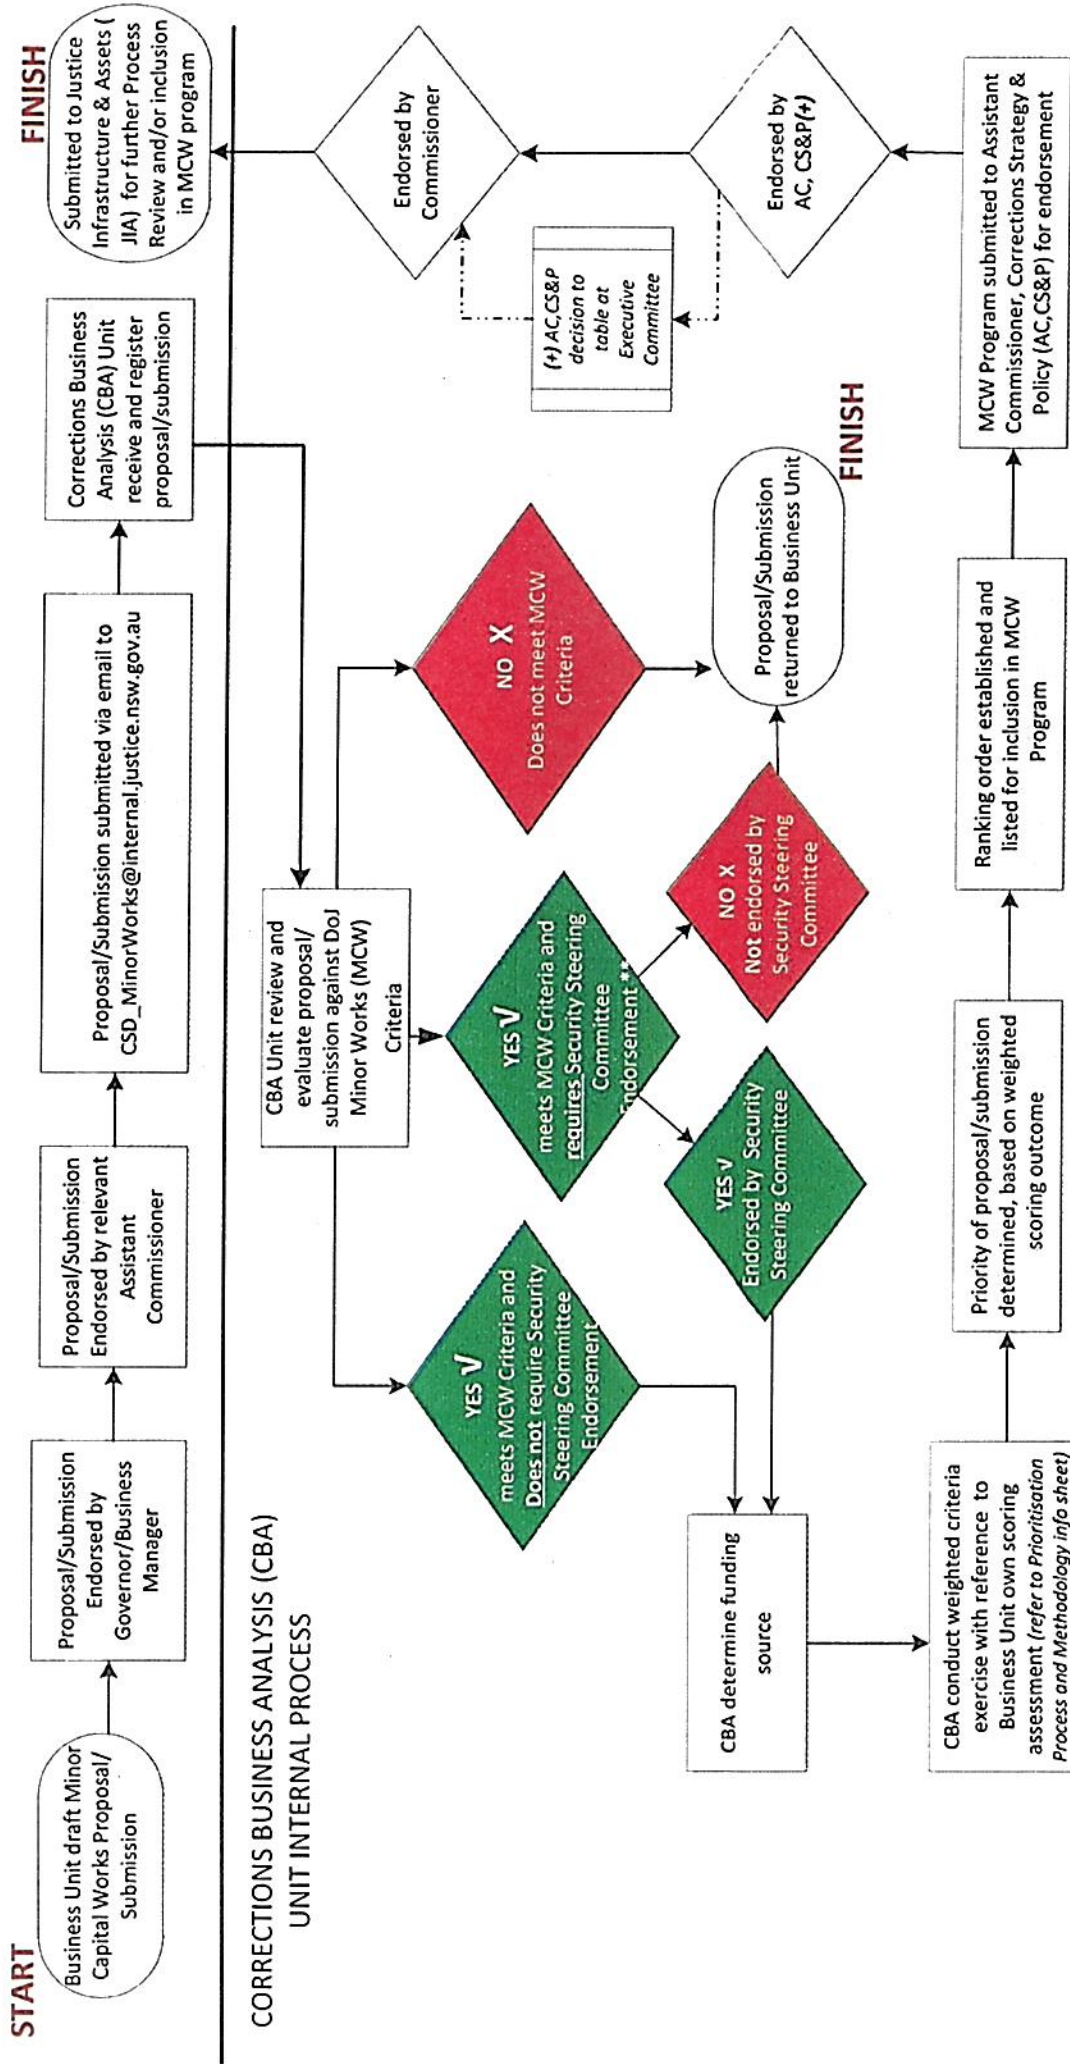 START
Business Unit draft Minor
Capital Works Proposal/
Submission
Proposal/Submission
Endorsed by
Governor/Business
Manager
Proposal/Submission
Endorsed by relevant
Assistant
Commissioner
Proposal/Submission submitted via email to
CSD_MinorWorks@internal.justice.nsw.gov.au
Corrections Business
Analysis (CBA) Unit
receive and register
proposal/submission
FINISH
Submitted to Justice
Infrastructure & Assets (
JIA) for further Process
Review and/or inclusion
in MCW program
CORRECTIONS BUSINESS ANALYSIS (CBA)
UNIT INTERNAL PROCESS
CBA Unit review and
evaluate proposal/
submission against DoJ
Minor Works (MCW)
Criteria
YES √
meets MCW Criteria and
Does not require Security
Steering Committee
Endorsement
YES √
meets MCW Criteria and
requires Security Steering
Committee
Endorsement **
NO X
Does not meet MCW
Criteria
YES √
Endorsed by Security
Steering Committee
NO X
Not endorsed by
Security Steering
Committee
Proposal/Submission
returned to Business Unit
FINISH
CBA determine funding
source
CBA conduct weighted criteria
exercise with reference to
Business Unit own scoring
assessment (refer to Prioritisation
Process and Methodology info sheet)
Priority of proposal/submission
determined, based on weighted
scoring outcome
Ranking order established and
listed for inclusion in MCW
Program
MCW Program submitted to Assistant
Commissioner, Corrections Strategy &
Policy (AC,CS&P) for endorsement
Endorsed by
AC, CS&P(+)
(+) AC,CS&P
decision to
table at
Executive
Committee
Endorsed by
Commissioner